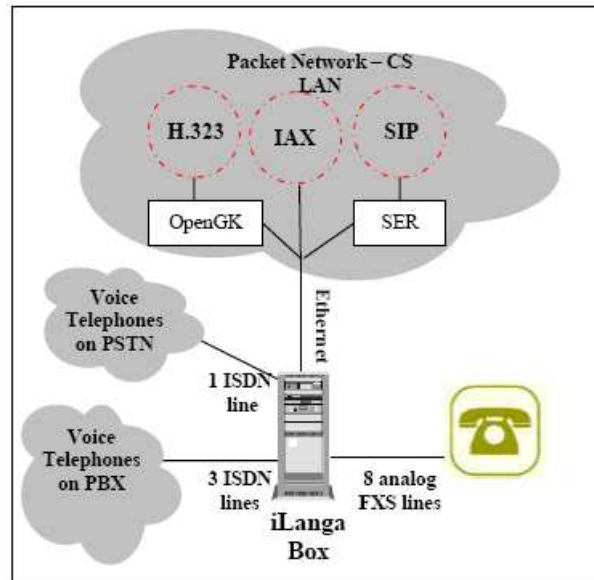 Packet Network – CS
LAN
H.323
IAX
SIP
OpenGK
SER
Ethernet
Voice
Telephones
on PSTN
1 ISDN
line
Voice
Telephones
on PBX
3 ISDN
lines
8 analog
FXS lines
iLanga
Box